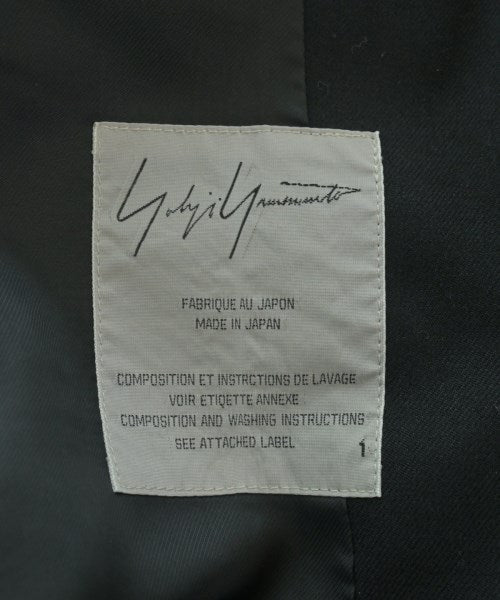 Yohji Yamamoto
FABRIQUE AU JAPON
MADE IN JAPAN
COMPOSITION ET INSTRCTIONS DE LAVAGE
VOIR ETIQETTE ANNEXE
COMPOSITION AND WASHING INSTRUCTIONS
SEE ATTACHED LABEL
1